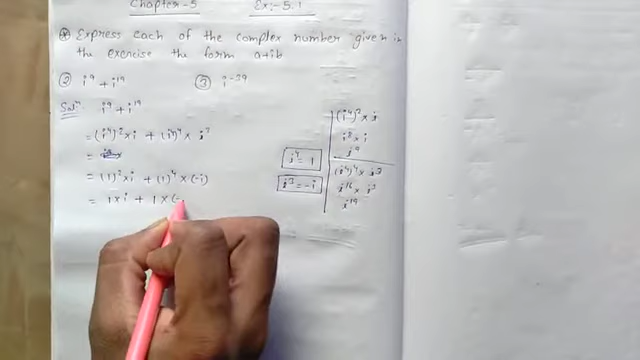 Chapter-5 Ex:-5.1
Express each of the complex number given in
the exercise the form a+ib
② i⁹ + i¹⁹ ③ i⁻³⁹
Solⁿ i⁹ + i¹⁹
= (i⁴)² × i + (i⁴)⁴ × i³
=
= (1)² × i + (1)⁴ × (-i)
= 1 × i + 1 × (-
i⁴ = 1
i³ = -i
(i⁴)² × i
i⁸ × i
i⁹
(i⁴)⁴ × i³
i¹⁶ × i³
i¹⁹